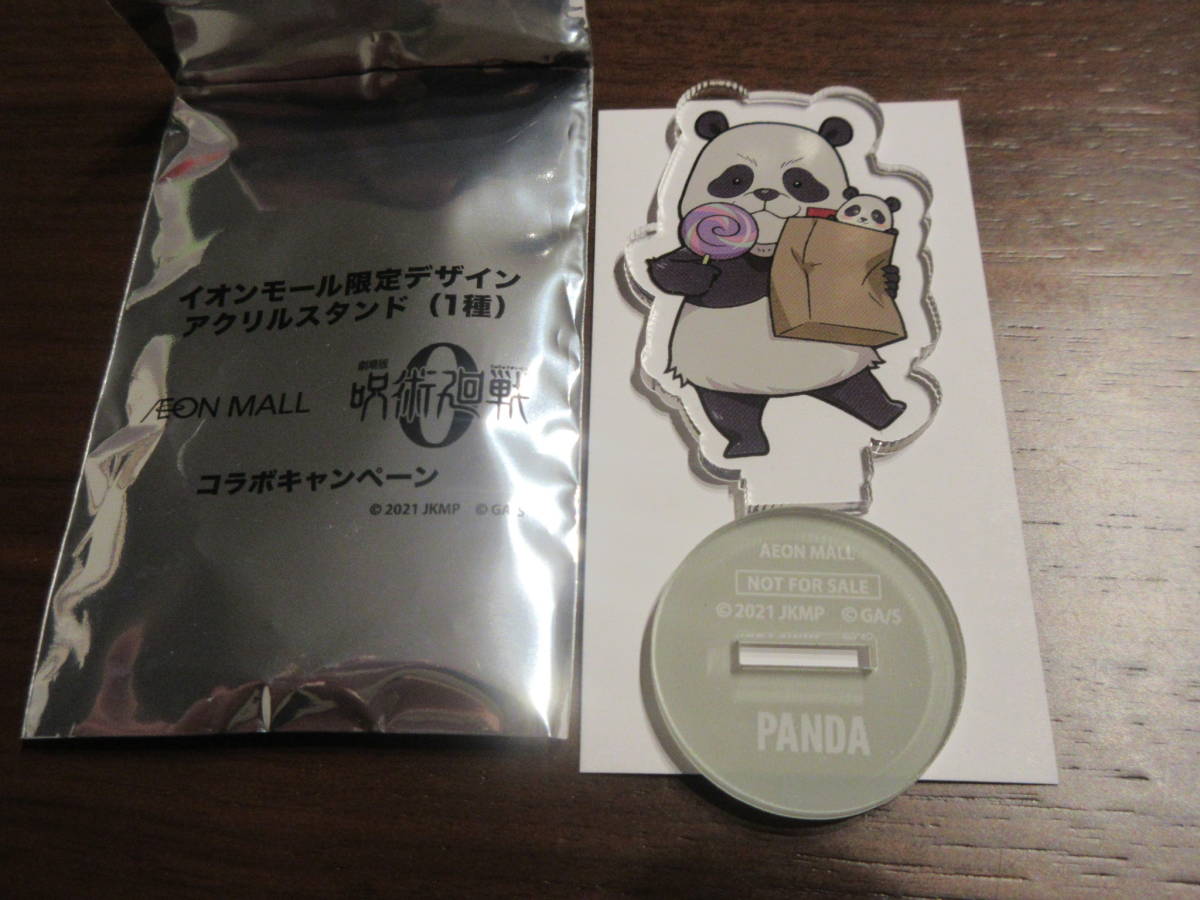 イオンモール限定デザイン
アクリルスタンド（1種）
ÆON MALL
劇場版
呪術廻戦
0
コラボキャンペーン
©2021 JKMP ©GA/S
AEON MALL
NOT FOR SALE
©2021 JKMP ©GA/S
PANDA